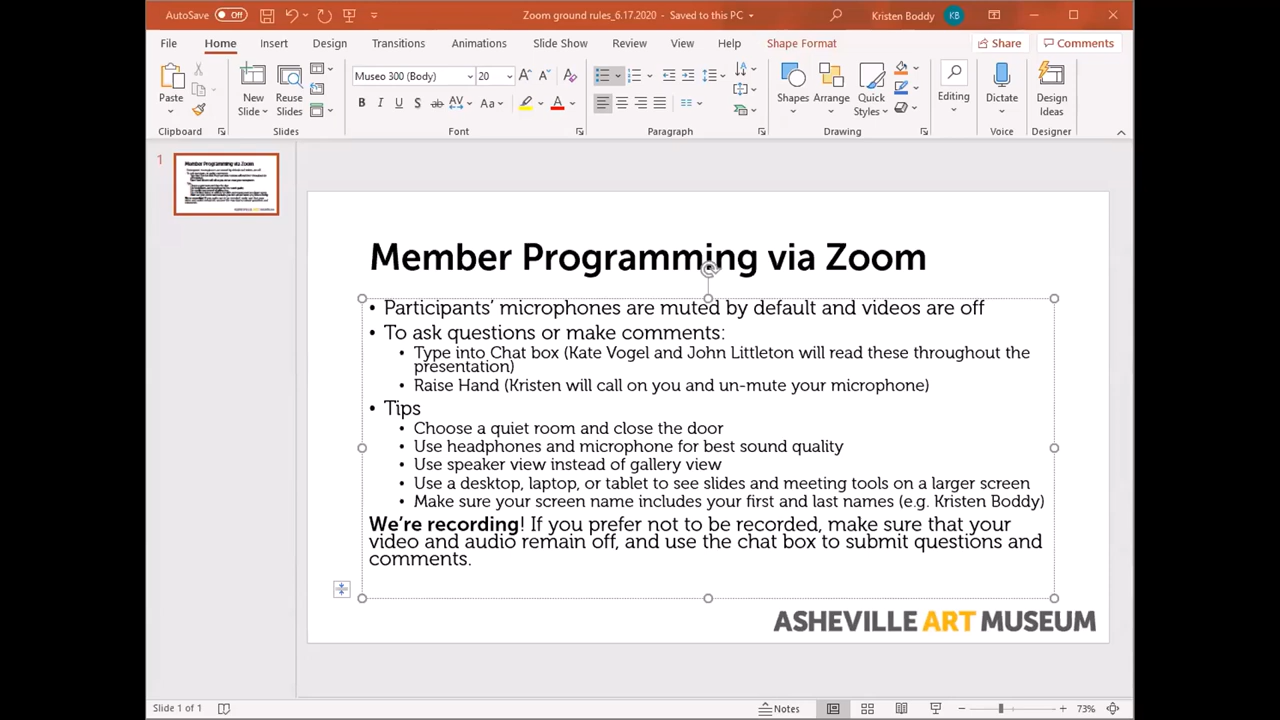 AutoSave Off Zoom ground rules_6.17.2020 - Saved to this PC Kristen Boddy KB
File Home Insert Design Transitions Animations Slide Show Review View Help Shape Format Share Comments
Museo 300 (Body) 20
Paste New Slide Reuse Slides B I U S ab AV Aa A Shapes Arrange Quick Styles Editing Dictate Design Ideas
Clipboard Slides Font Paragraph Drawing Voice Designer
1
Member Programming via Zoom
• Participants’ microphones are muted by default and videos are off
• To ask questions or make comments:
• Type into Chat box (Kate Vogel and John Littleton will read these throughout the
presentation)
• Raise Hand (Kristen will call on you and un-mute your microphone)
• Tips
• Choose a quiet room and close the door
• Use headphones and microphone for best sound quality
• Use speaker view instead of gallery view
• Use a desktop, laptop, or tablet to see slides and meeting tools on a larger screen
• Make sure your screen name includes your first and last names (e.g. Kristen Boddy)
We’re recording! If you prefer not to be recorded, make sure that your
video and audio remain off, and use the chat box to submit questions and
comments.
ASHEVILLE ART MUSEUM
Slide 1 of 1 Notes 73%